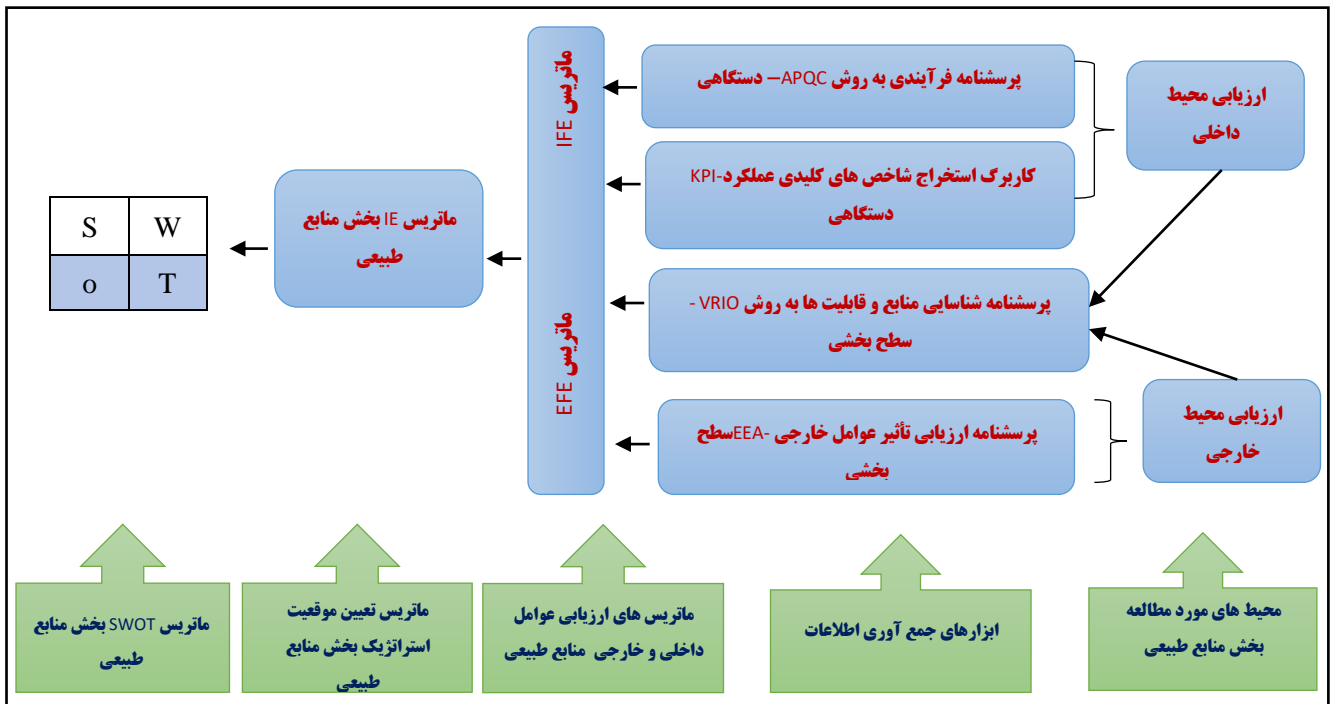 ارزیابی محیط
داخلی
ارزیابی محیط
خارجی
پرسشنامه فرآیندی به روش APQC– دستگاهی
کاربرگ استخراج شاخص های کلیدی عملکرد-KPI
دستگاهی
پرسشنامه شناسایی منابع و قابلیت ها به روش VRIO -
سطح بخشی
پرسشنامه ارزیابی تأثیر عوامل خارجی -EEAسطح
بخشی
ماتریس IFE
ماتریس EFE
ماتریس IE بخش منابع
طبیعی
S W
o T
محیط های مورد مطالعه
بخش منابع طبیعی
ابزارهای جمع آوری اطلاعات
ماتریس های ارزیابی عوامل
داخلی و خارجی منابع طبیعی
ماتریس تعیین موقعیت
استراتژیک بخش منابع
طبیعی
ماتریس SWOT بخش منابع
طبیعی